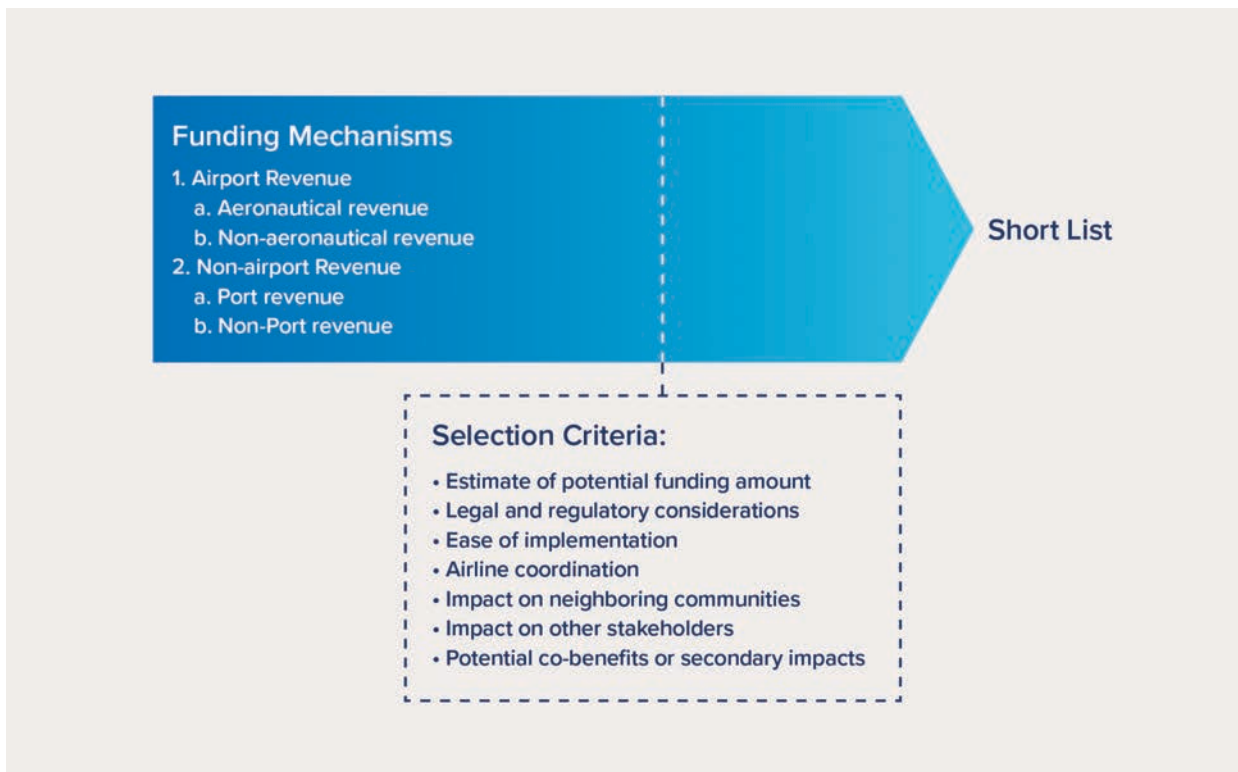 Funding Mechanisms
1. Airport Revenue
a. Aeronautical revenue
b. Non-aeronautical revenue
2. Non-airport Revenue
a. Port revenue
b. Non-Port revenue
Short List
Selection Criteria:
• Estimate of potential funding amount
• Legal and regulatory considerations
• Ease of implementation
• Airline coordination
• Impact on neighboring communities
• Impact on other stakeholders
• Potential co-benefits or secondary impacts